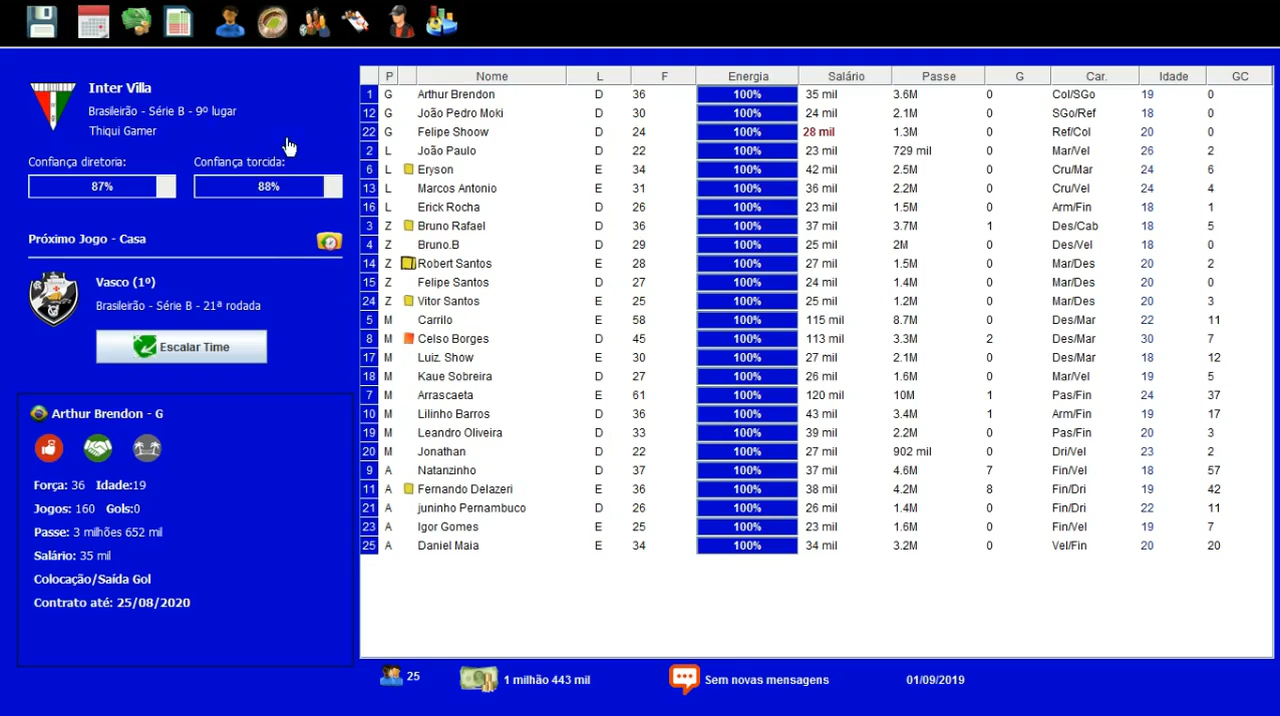 Inter Villa
Brasileirão - Série B - 9º lugar
Thiqui Gamer
Confiança diretoria: Confiança torcida:
87% 88%
Próximo Jogo - Casa
Vasco (1º)
Brasileirão - Série B - 21ª rodada
Escalar Time
Arthur Brendon - G
Força: 36 Idade:19
Jogos: 160 Gols:0
Passe: 3 milhões 652 mil
Salário: 35 mil
Colocação/Saída Gol
Contrato até: 25/08/2020
P Nome L F Energia Salário Passe G Car. Idade GC
1 G Arthur Brendon D 36 100% 35 mil 3.6M 0 Col/SGo 19 0
12 G João Pedro Moki D 30 100% 24 mil 2.1M 0 SGo/Ref 18 0
22 G Felipe Shoow D 24 100% 28 mil 1.3M 0 Ref/Col 20 0
2 L João Paulo D 22 100% 23 mil 729 mil 0 Mar/Vel 26 2
6 L Eryson E 34 100% 42 mil 2.5M 0 Cru/Mar 24 6
13 L Marcos Antonio E 31 100% 36 mil 2.2M 0 Cru/Vel 24 4
16 L Erick Rocha D 26 100% 23 mil 1.5M 0 Arm/Fin 18 1
3 Z Bruno Rafael D 36 100% 37 mil 3.7M 1 Des/Cab 18 5
4 Z Bruno.B D 29 100% 25 mil 2M 0 Des/Vel 18 0
14 Z Robert Santos E 28 100% 27 mil 1.5M 0 Mar/Des 20 2
15 Z Felipe Santos D 27 100% 24 mil 1.4M 0 Mar/Des 20 0
24 Z Vitor Santos E 25 100% 25 mil 1.2M 0 Mar/Des 20 3
5 M Carrilo E 58 100% 115 mil 8.7M 0 Des/Mar 22 11
8 M Celso Borges D 45 100% 113 mil 3.3M 2 Des/Mar 30 7
17 M Luiz. Show E 30 100% 27 mil 2.1M 0 Des/Mar 18 12
18 M Kaue Sobreira D 27 100% 26 mil 1.6M 0 Mar/Vel 19 5
7 M Arrascaeta E 61 100% 120 mil 10M 1 Pas/Fin 24 37
10 M Lilinho Barros D 36 100% 43 mil 3.4M 1 Arm/Fin 19 17
19 M Leandro Oliveira D 33 100% 39 mil 2.2M 0 Pas/Fin 20 3
20 M Jonathan D 22 100% 27 mil 902 mil 0 Dri/Vel 23 2
9 A Natanzinho D 37 100% 37 mil 4.6M 7 Fin/Vel 18 57
11 A Fernando Delazeri E 36 100% 38 mil 4.2M 8 Fin/Dri 19 42
21 A juninho Pernambuco D 26 100% 26 mil 1.4M 0 Fin/Dri 22 11
23 A Igor Gomes E 25 100% 23 mil 1.6M 0 Fin/Vel 19 7
25 A Daniel Maia E 34 100% 34 mil 3.2M 0 Vel/Fin 20 20
25 1 milhão 443 mil Sem novas mensagens 01/09/2019